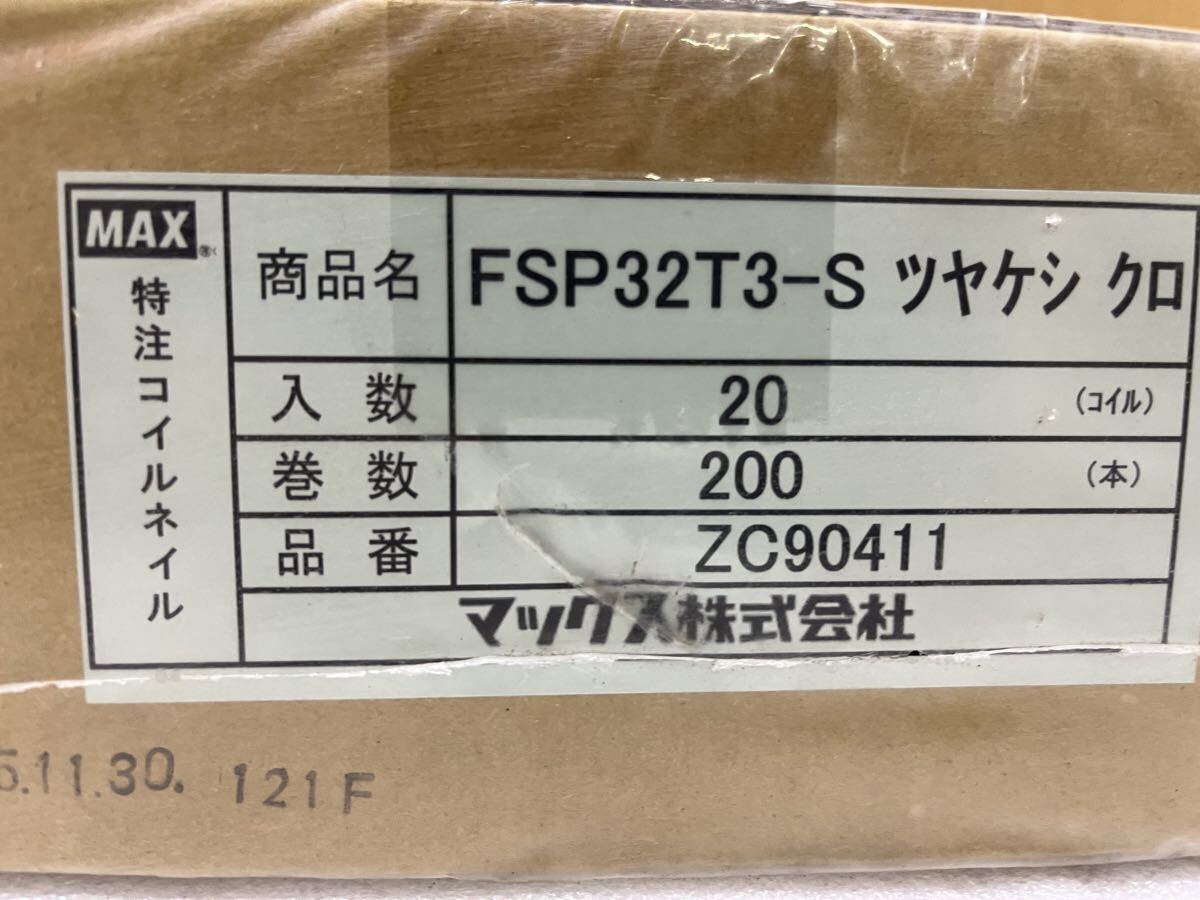 MAX
特注コイルネイル
商品名 FSP32T3-S ツヤケシ クロ
入数 20 (コイル)
巻数 200 (本)
品番 ZC90411
マックス株式会社
5.11.30. 121F